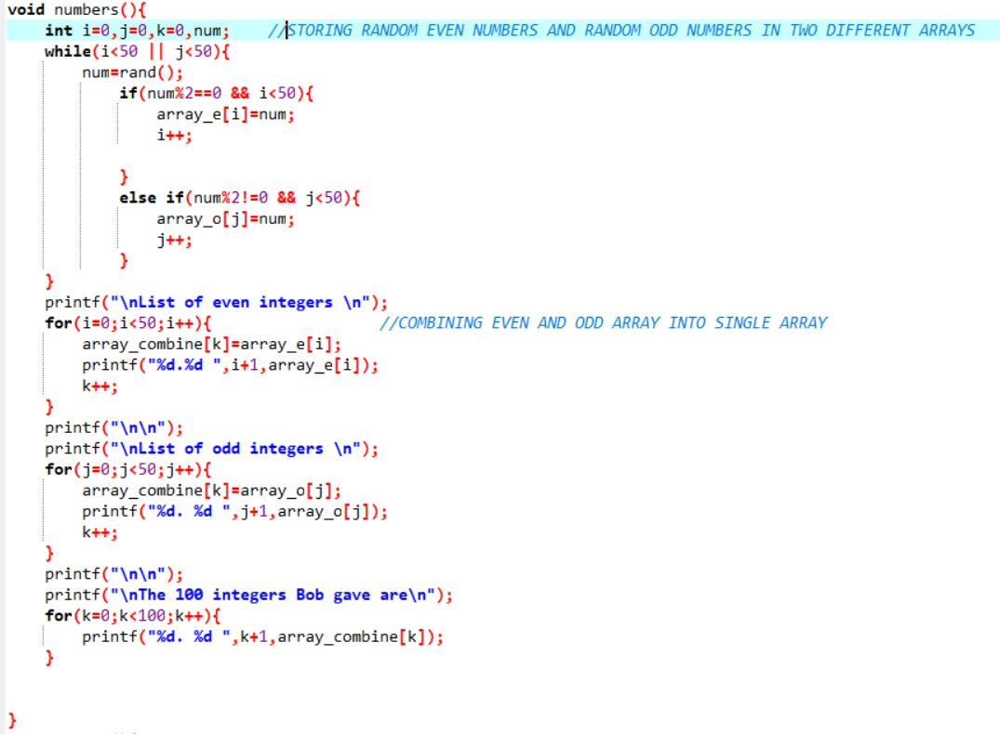 void numbers(){
    int i=0,j=0,k=0,num;    //STORING RANDOM EVEN NUMBERS AND RANDOM ODD NUMBERS IN TWO DIFFERENT ARRAYS
    while(i<50 || j<50){
        num=rand();
            if(num%2==0 && i<50){
                array_e[i]=num;
                i++;

            }
            else if(num%2!=0 && j<50){
                array_o[j]=num;
                j++;
            }
    }
    printf("\nList of even integers \n");
    for(i=0;i<50;i++){                  //COMBINING EVEN AND ODD ARRAY INTO SINGLE ARRAY
        array_combine[k]=array_e[i];
        printf("%d.%d ",i+1,array_e[i]);
        k++;
    }
    printf("\n\n");
    printf("\nList of odd integers \n");
    for(j=0;j<50;j++){
        array_combine[k]=array_o[j];
        printf("%d. %d ",j+1,array_o[j]);
        k++;
    }
    printf("\n\n");
    printf("\nThe 100 integers Bob gave are\n");
    for(k=0;k<100;k++){
        printf("%d. %d ",k+1,array_combine[k]);
    }


}